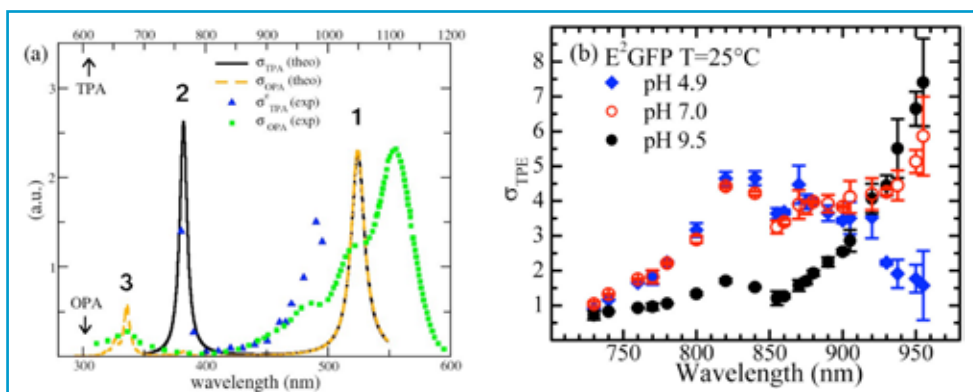 600 700 800 900 1000 1100 1200
(a)
σTPA (theo)
σOPA (theo)
σeTPA (exp)
σOPA (exp)
TPA
OPA
1
2
3
3
2
1
(a.u.)
300 400 500 600
wavelength (nm)
(b) E²GFP T=25°C
pH 4.9
pH 7.0
pH 9.5
σTPE
8
7
6
5
4
3
2
1
750 800 850 900 950
Wavelength (nm)